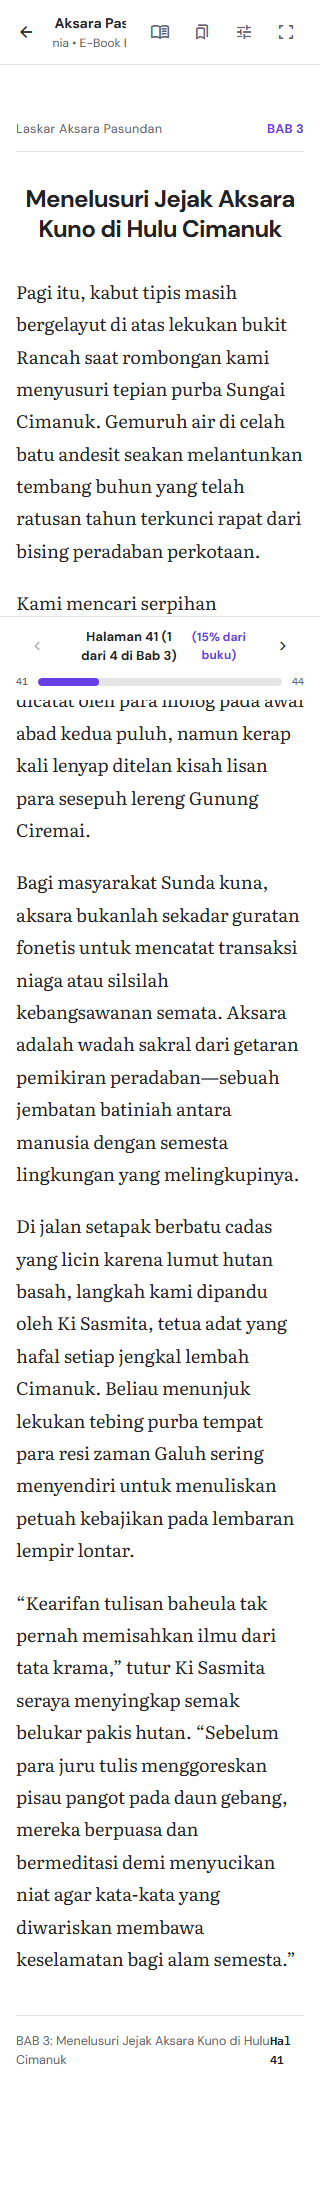 Aksara Pas
nia • E-Book
Laskar Aksara Pasundan
BAB 3
Menelusuri Jejak Aksara
Kuno di Hulu Cimanuk
Pagi itu, kabut tipis masih
bergelayut di atas lekukan bukit
Rancah saat rombongan kami
menyusuri tepian purba Sungai
Cimanuk. Gemuruh air di celah
batu andesit seakan melantunkan
tembang buhun yang telah
ratusan tahun terkunci rapat dari
bising peradaban perkotaan.
Kami mencari serpihan
Halaman 41 (1
dari 4 di Bab 3)
(15% dari
buku)
41
44
dicatat oleh para filolog pada awal
abad kedua puluh, namun kerap
kali lenyap ditelan kisah lisan
para sesepuh lereng Gunung
Ciremai.
Bagi masyarakat Sunda kuna,
aksara bukanlah sekadar guratan
fonetis untuk mencatat transaksi
niaga atau silsilah
kebangsawanan semata. Aksara
adalah wadah sakral dari getaran
pemikiran peradaban—sebuah
jembatan batiniah antara
manusia dengan semesta
lingkungan yang melingkupinya.
Di jalan setapak berbatu cadas
yang licin karena lumut hutan
basah, langkah kami dipandu
oleh Ki Sasmita, tetua adat yang
hafal setiap jengkal lembah
Cimanuk. Beliau menunjuk
lekukan tebing purba tempat
para resi zaman Galuh sering
menyendiri untuk menuliskan
petuah kebajikan pada lembaran
lempir lontar.
“Kearifan tulisan baheula tak
pernah memisahkan ilmu dari
tata krama,” tutur Ki Sasmita
seraya menyingkap semak
belukar pakis hutan. “Sebelum
para juru tulis menggoreskan
pisau pangot pada daun gebang,
mereka berpuasa dan
bermeditasi demi menyucikan
niat agar kata-kata yang
diwariskan membawa
keselamatan bagi alam semesta.”
BAB 3: Menelusuri Jejak Aksara Kuno di Hulu
Cimanuk
Hal
41